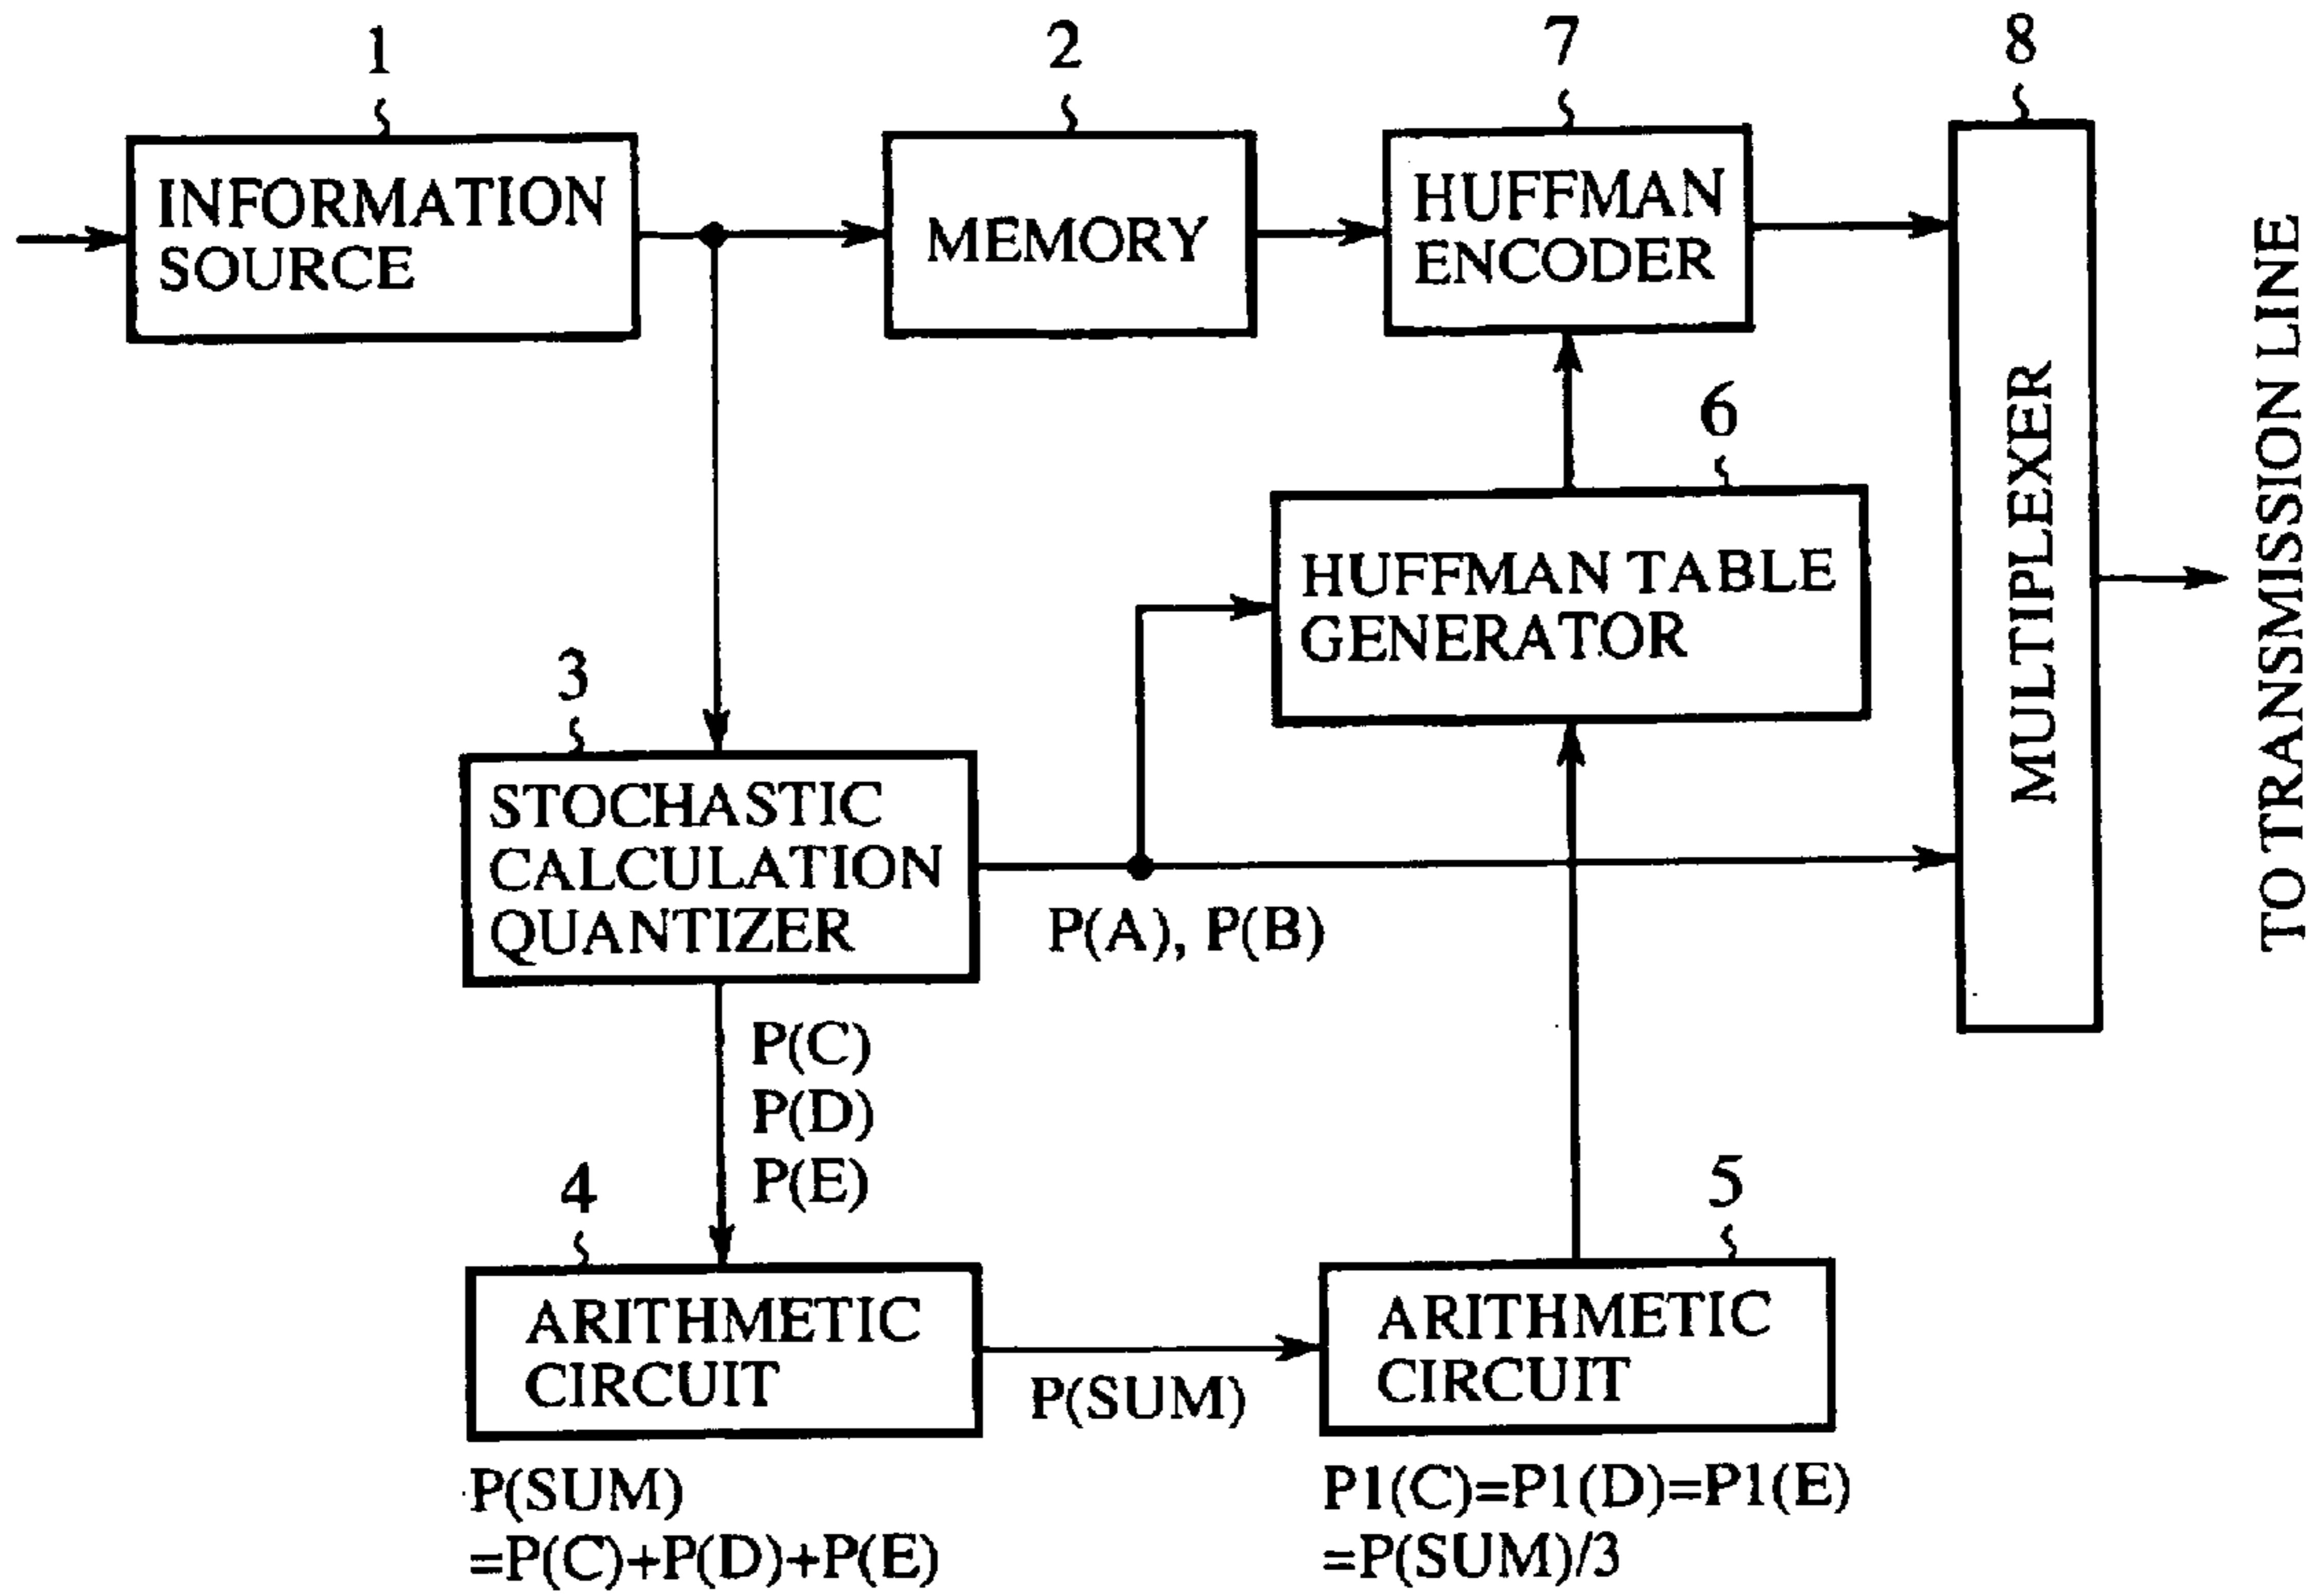 1
INFORMATION
SOURCE
2
MEMORY
7
HUFFMAN
ENCODER
8
MULTIPLEXER
TO TRANSMISSION LINE
6
HUFFMAN TABLE
GENERATOR
3
STOCHASTIC
CALCULATION
QUANTIZER
P(A), P(B)
P(C)
P(D)
P(E)
4
ARITHMETIC
CIRCUIT
P(SUM)
=P(C)+P(D)+P(E)
P(SUM)
5
ARITHMETIC
CIRCUIT
P1(C)=P1(D)=P1(E)
=P(SUM)/3